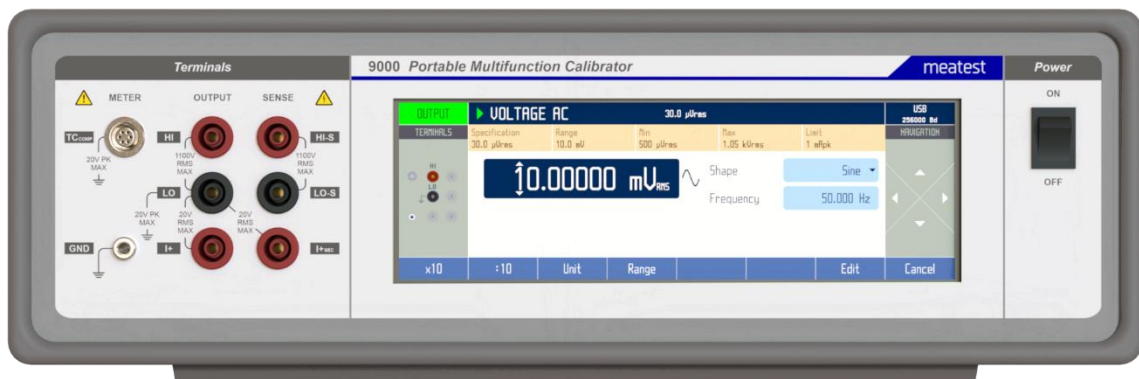 Terminals
9000 Portable Multifunction Calibrator
meatest
Power
METER
OUTPUT
SENSE
ON
TC COMP
HI
HI-S
20V PK
MAX
1100V
RMS
MAX
1100V
RMS
MAX
LO
LO-S
20V PK
MAX
20V
RMS
MAX
20V
RMS
MAX
GND
I+
I+ SEC
OUTPUT
VOLTAGE AC
30.0 µVrms
USB
256000 Bd
TERMINALS
Specification
30.0 µVrms
Range
10.0 mV
Min
500 µVrms
Max
1.05 kVrms
Limit
1 mApk
NAVIGATION
HI
LO
10.00000 mVRMS
Shape
Sine
Frequency
50.000 Hz
x10
:10
Unit
Range
Edit
Cancel
OFF